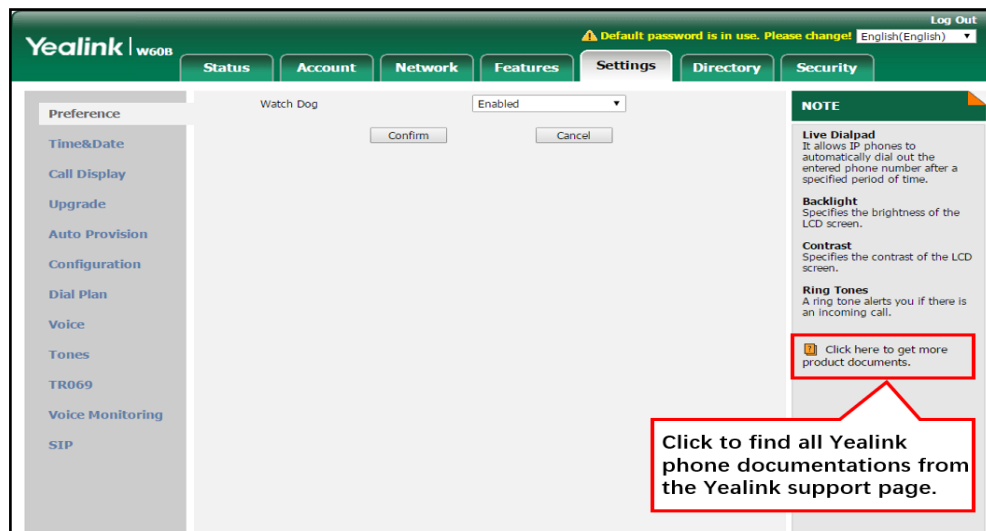 Log Out
Yealink | W60B
Default password is in use. Please change!
English(English)
Status
Account
Network
Features
Settings
Directory
Security
Preference
Time&Date
Call Display
Upgrade
Auto Provision
Configuration
Dial Plan
Voice
Tones
TR069
Voice Monitoring
SIP
Watch Dog
Enabled
Confirm
Cancel
NOTE
Live Dialpad
It allows IP phones to
automatically dial out the
entered phone number after a
specified period of time.
Backlight
Specifies the brightness of the
LCD screen.
Contrast
Specifies the contrast of the LCD
screen.
Ring Tones
A ring tone alerts you if there is
an incoming call.
Click here to get more
product documents.
Click to find all Yealink
phone documentations from
the Yealink support page.